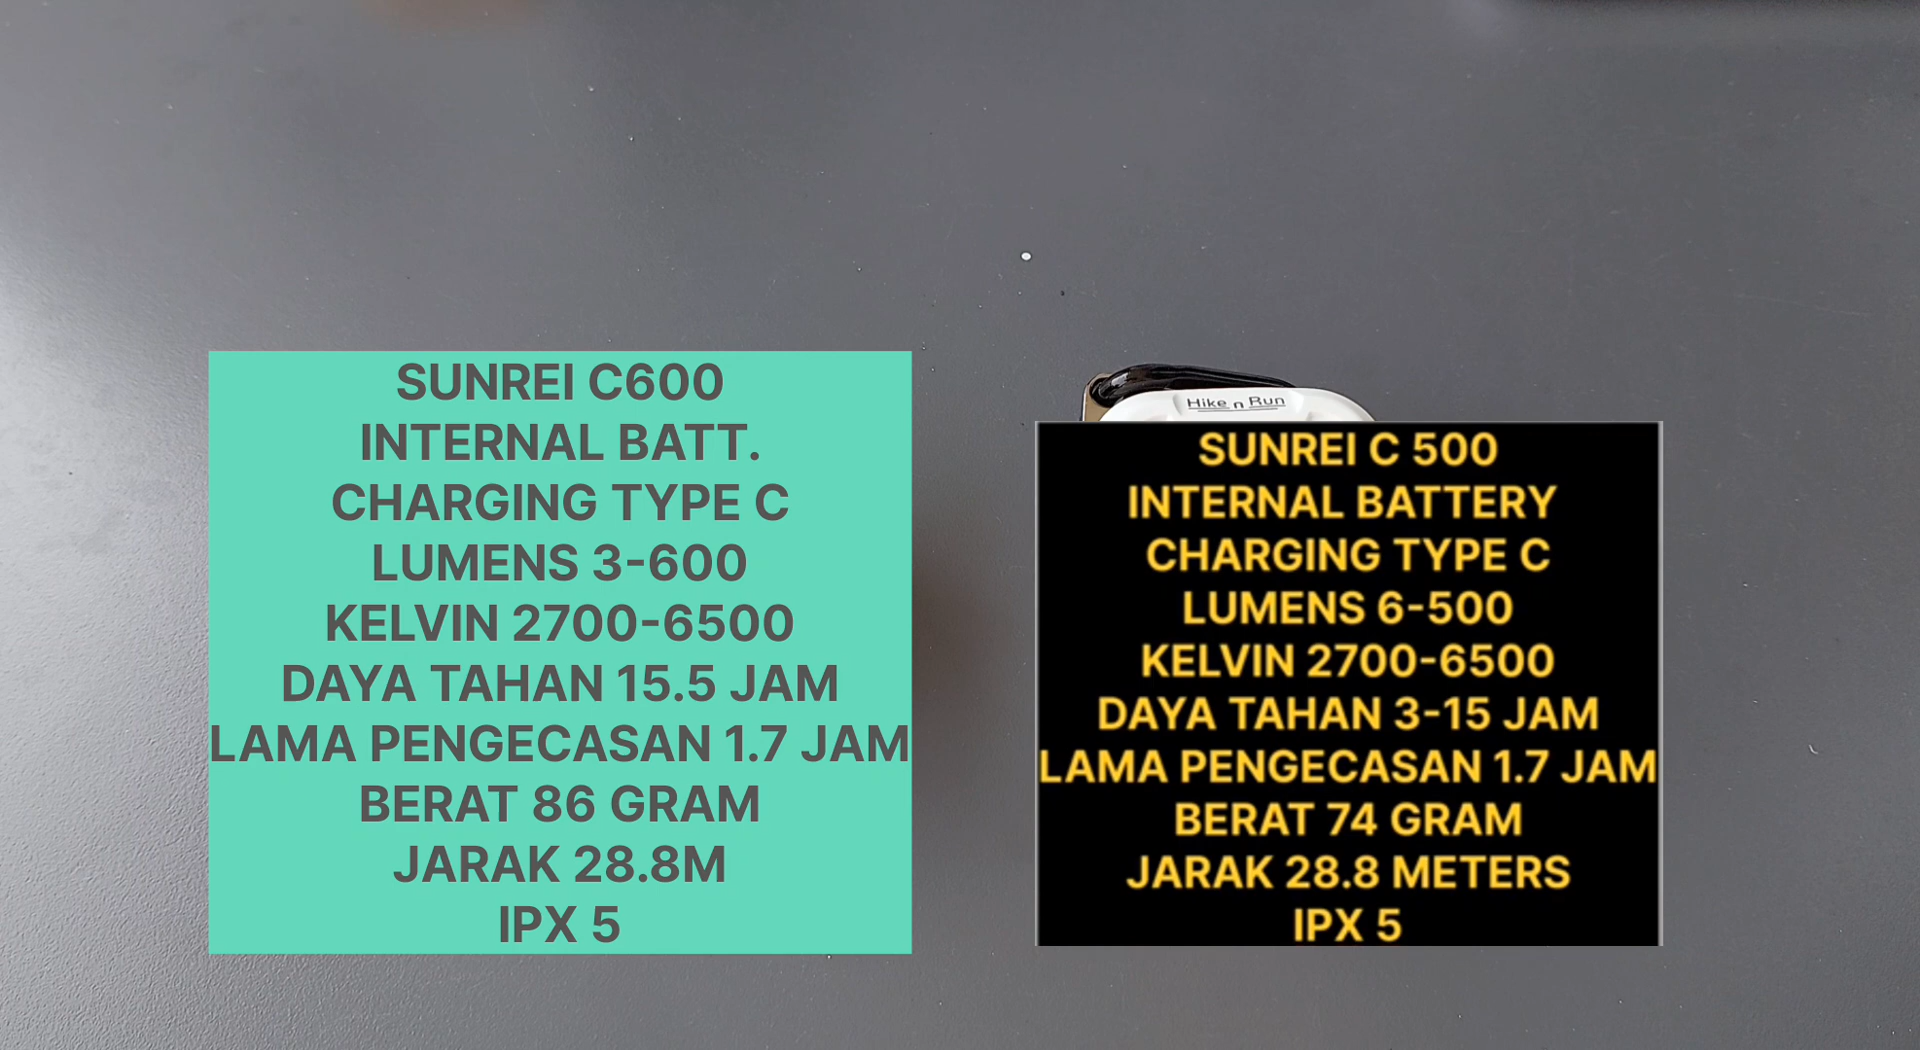 SUNREI C600
INTERNAL BATT.
CHARGING TYPE C
LUMENS 3-600
KELVIN 2700-6500
DAYA TAHAN 15.5 JAM
LAMA PENGECASAN 1.7 JAM
BERAT 86 GRAM
JARAK 28.8M
IPX 5
Hike n Run
SUNREI C 500
INTERNAL BATTERY
CHARGING TYPE C
LUMENS 6-500
KELVIN 2700-6500
DAYA TAHAN 3-15 JAM
LAMA PENGECASAN 1.7 JAM
BERAT 74 GRAM
JARAK 28.8 METERS
IPX 5